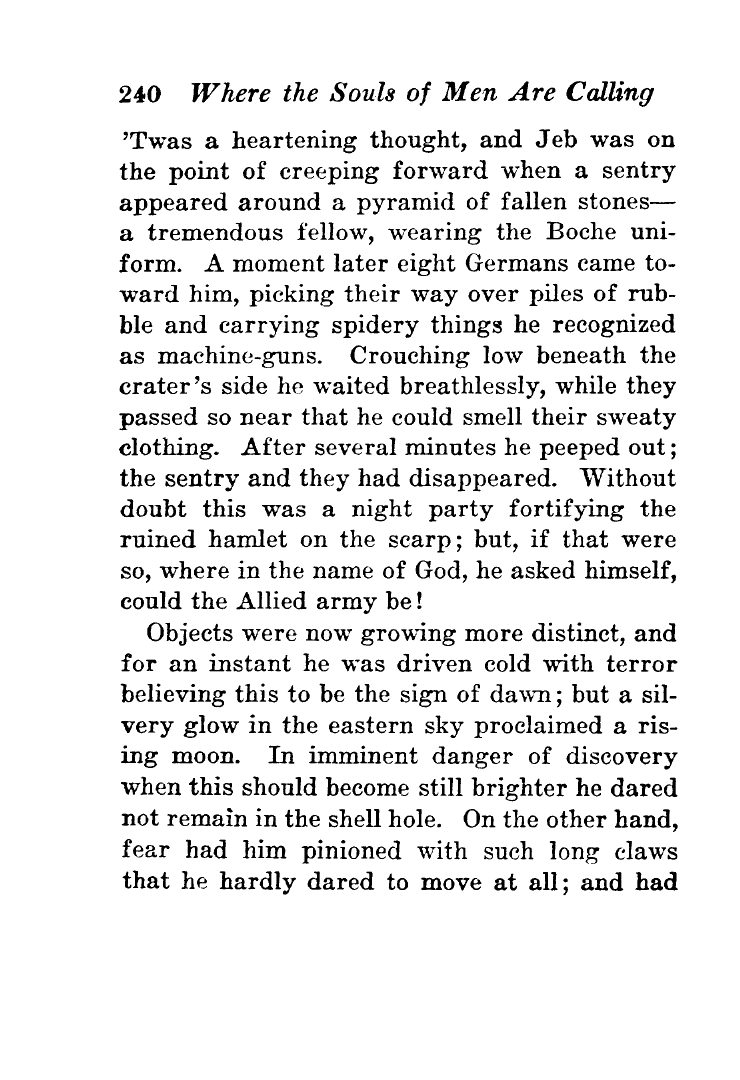 240 Where the Souls of Men Are Calling
’Twas a heartening thought, and Jeb was on
the point of creeping forward when a sentry
appeared around a pyramid of fallen stones—
a tremendous fellow, wearing the Boche uni-
form. A moment later eight Germans came to-
ward him, picking their way over piles of rub-
ble and carrying spidery things he recognized
as machine-guns. Crouching low beneath the
crater’s side he waited breathlessly, while they
passed so near that he could smell their sweaty
clothing. After several minutes he peeped out;
the sentry and they had disappeared. Without
doubt this was a night party fortifying the
ruined hamlet on the scarp; but, if that were
so, where in the name of God, he asked himself,
could the Allied army be!
Objects were now growing more distinct, and
for an instant he was driven cold with terror
believing this to be the sign of dawn; but a sil-
very glow in the eastern sky proclaimed a ris-
ing moon. In imminent danger of discovery
when this should become still brighter he dared
not remain in the shell hole. On the other hand,
fear had him pinioned with such long claws
that he hardly dared to move at all; and had